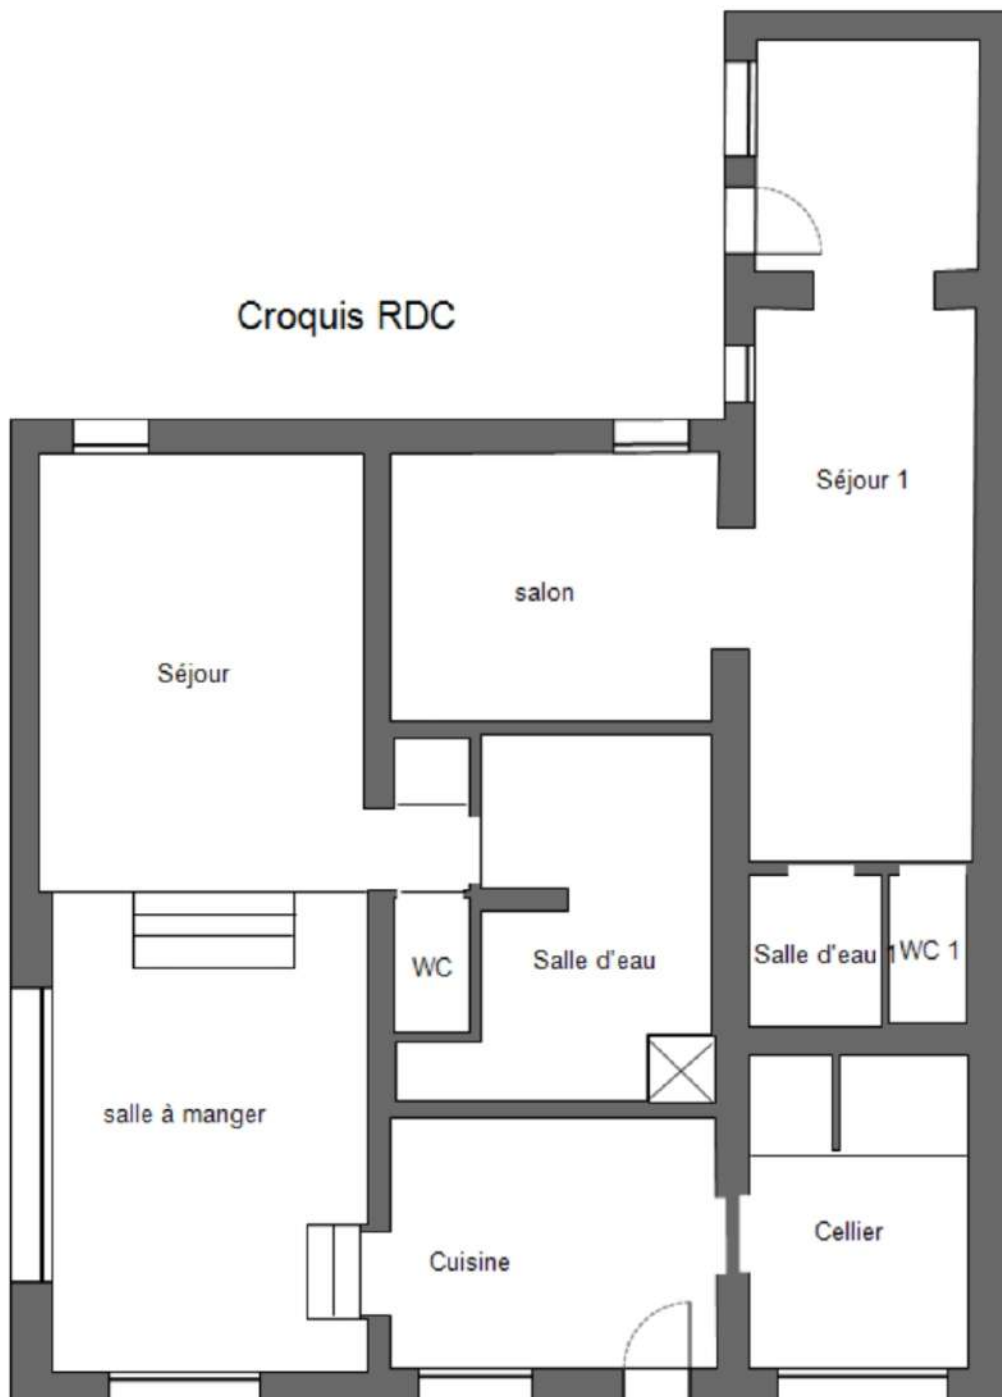 Croquis RDC
Séjour 1
salon
Séjour
Salle d'eau 1
WC 1
Salle d'eau
WC
salle à manger
Cellier
Cuisine